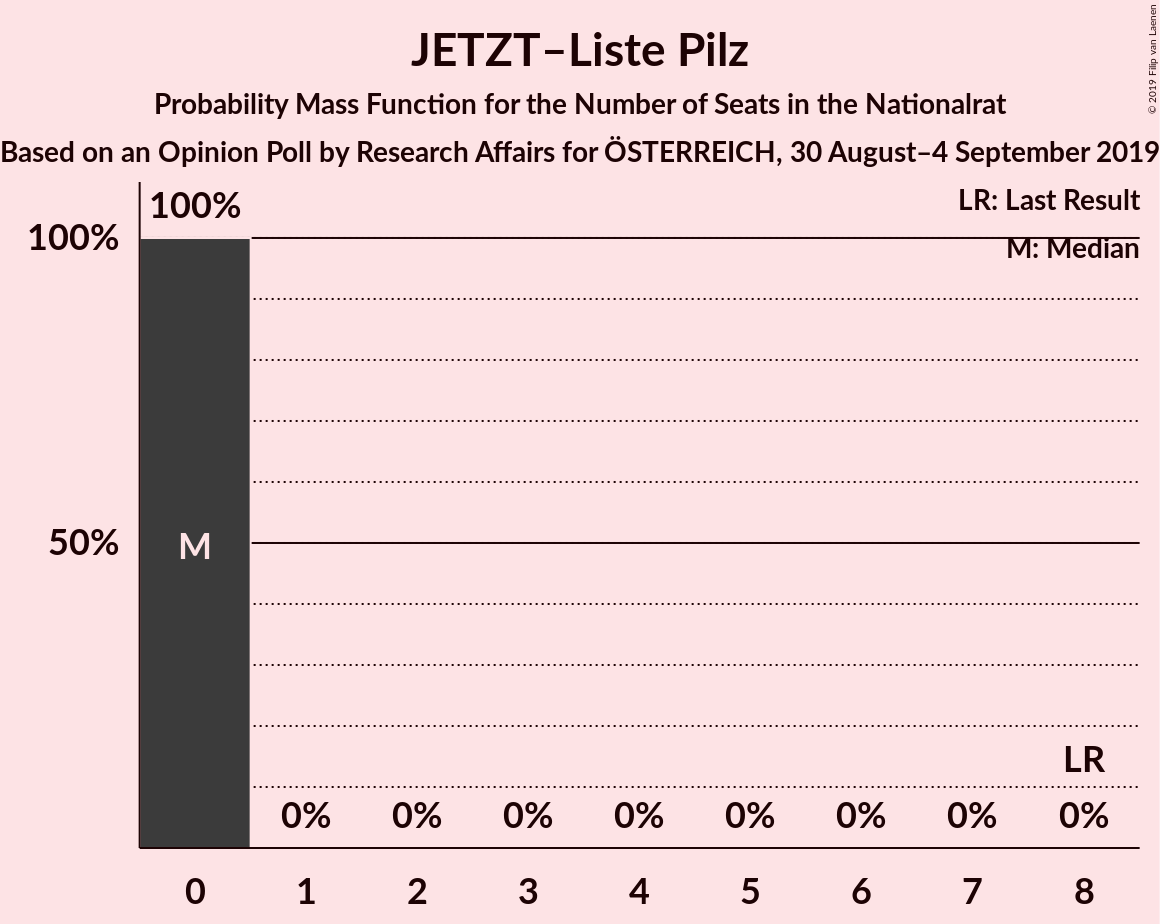 JETZT–Liste Pilz
Probability Mass Function for the Number of Seats in the Nationalrat
Based on an Opinion Poll by Research Affairs for ÖSTERREICH, 30 August–4 September 2019
© 2019 Filip van Laenen
LR: Last Result
M: Median
100%
100%
50%
M
LR
0% 0% 0% 0% 0% 0% 0% 0%
0 1 2 3 4 5 6 7 8